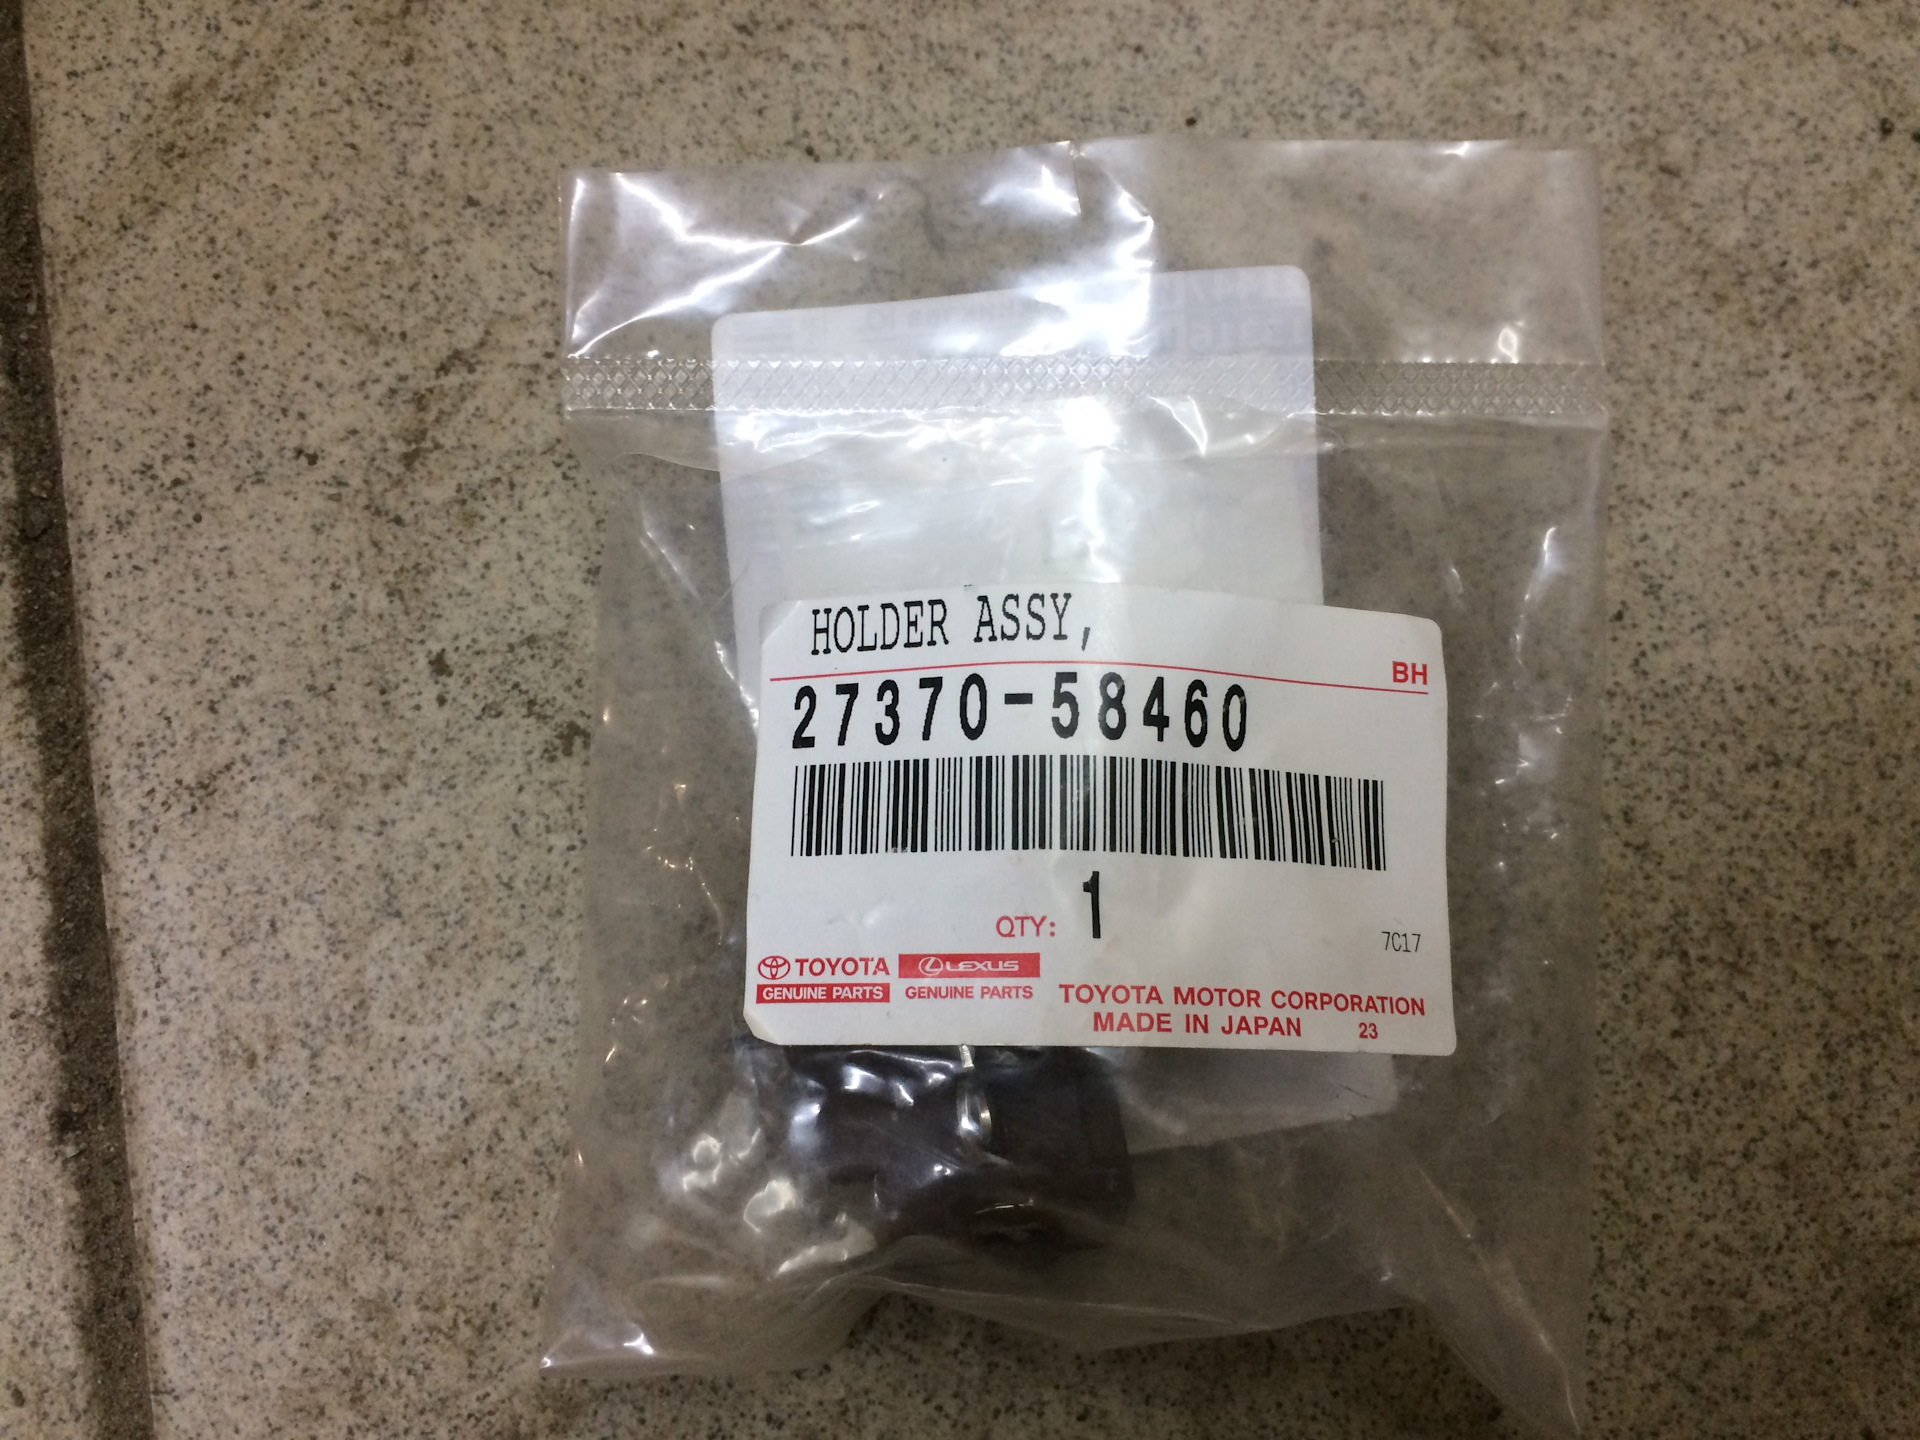 HOLDER ASSY,
BH
27370-58460
QTY: 1
7C17
TOYOTA
GENUINE PARTS
LEXUS
GENUINE PARTS
TOYOTA MOTOR CORPORATION
MADE IN JAPAN 23